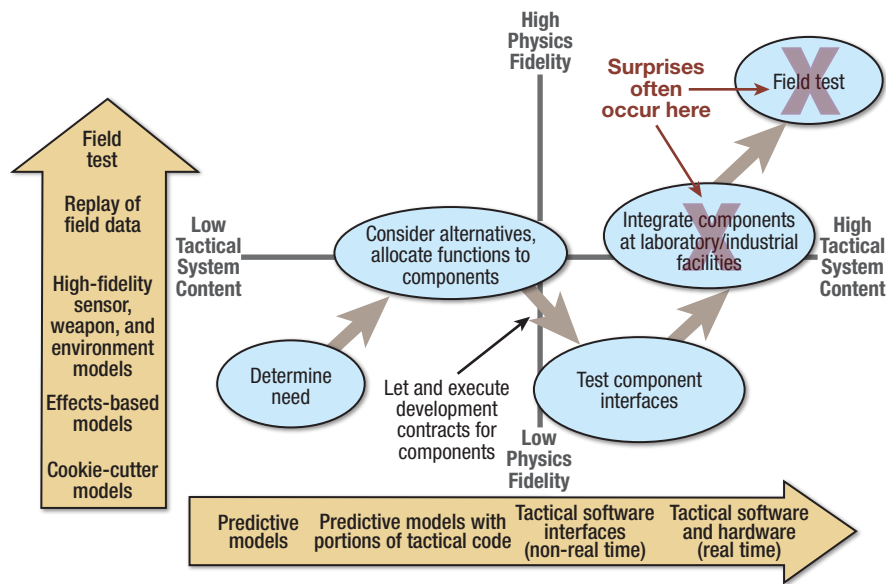 High
Physics
Fidelity
Surprises
often
occur here
Field test
Field
test
Replay of
field data
High-fidelity
sensor,
weapon, and
environment
models
Effects-based
models
Cookie-cutter
models
Low
Tactical
System
Content
Consider alternatives,
allocate functions to
components
Integrate components
at laboratory/industrial
facilities
High
Tactical
System
Content
Determine
need
Let and execute
development
contracts for
components
Test component
interfaces
Low
Physics
Fidelity
Predictive
models
Predictive models with
portions of tactical code
Tactical software
interfaces
(non-real time)
Tactical software
and hardware
(real time)
X
X